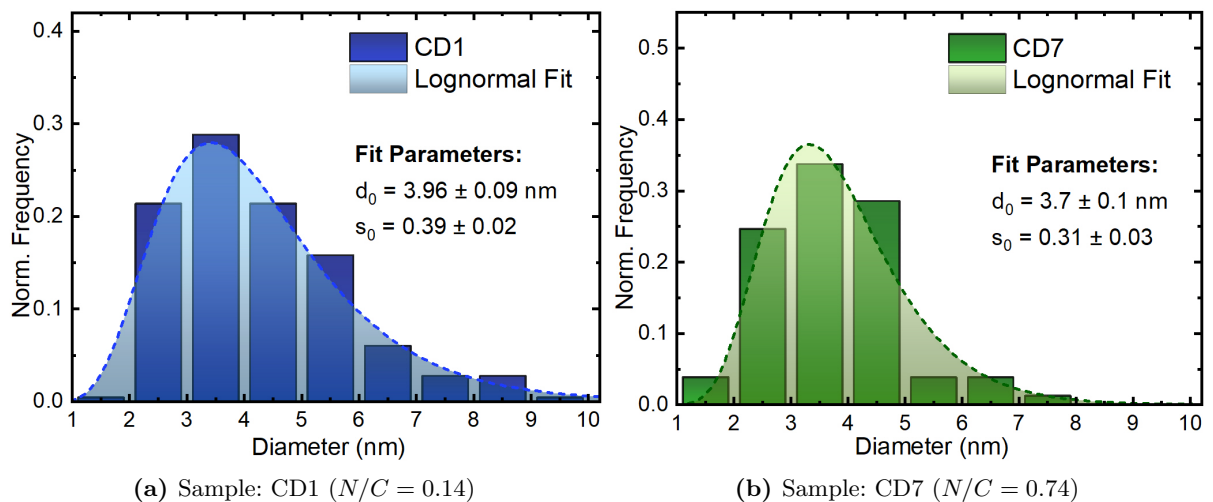 0.4
0.3
0.2
0.1
0.0
Norm. Frequency
CD1
Lognormal Fit
Fit Parameters:
d₀ = 3.96 ± 0.09 nm
s₀ = 0.39 ± 0.02
1 2 3 4 5 6 7 8 9 10
Diameter (nm)
(a) Sample: CD1 (N/C = 0.14)
0.5
0.4
0.3
0.2
0.1
0.0
Norm. Frequency
CD7
Lognormal Fit
Fit Parameters:
d₀ = 3.7 ± 0.1 nm
s₀ = 0.31 ± 0.03
1 2 3 4 5 6 7 8 9 10
Diameter (nm)
(b) Sample: CD7 (N/C = 0.74)